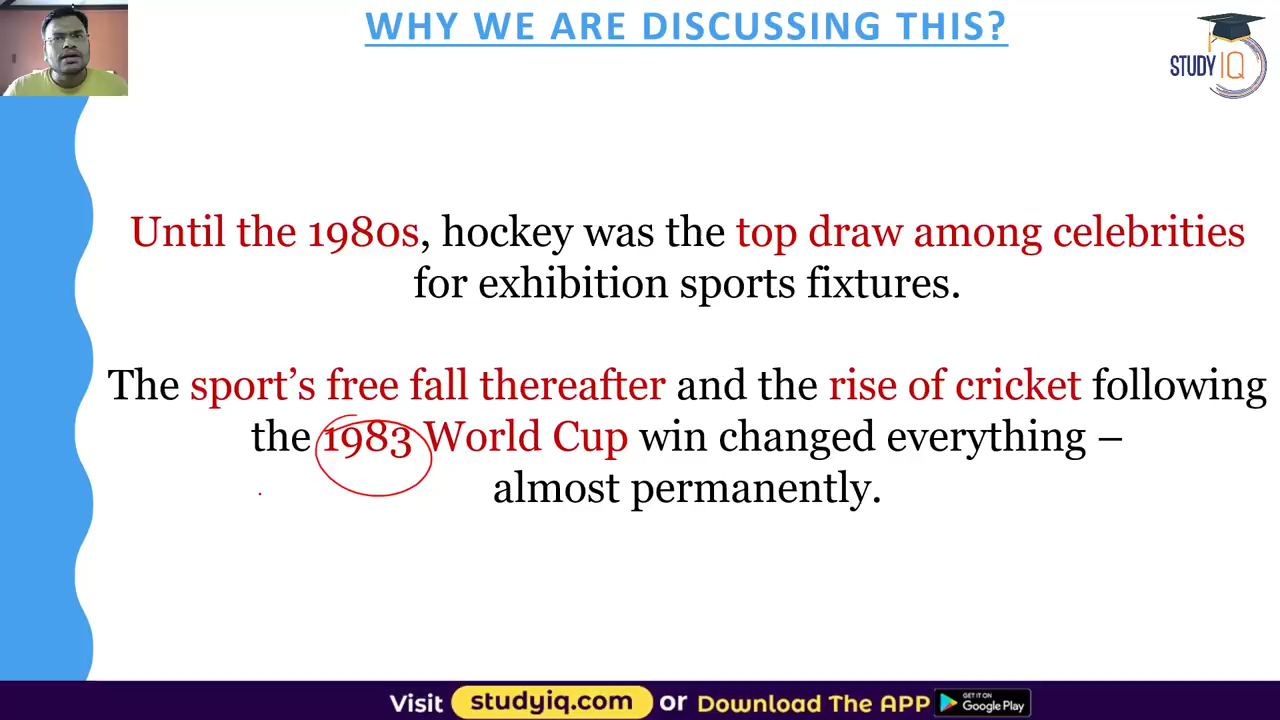 WHY WE ARE DISCUSSING THIS?
STUDY IQ
Until the 1980s, hockey was the top draw among celebrities
for exhibition sports fixtures.
The sport’s free fall thereafter and the rise of cricket following
the 1983 World Cup win changed everything –
almost permanently.
Visit studyiq.com or Download The APP GET IT ON Google Play